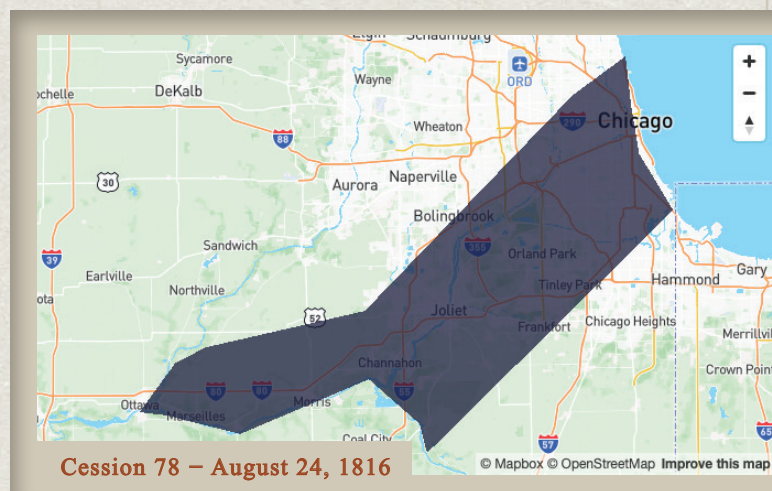 Elgin Schaumburg
Sycamore
Wayne
ORD
ochelle
DeKalb
290
Chicago
Wheaton
88
30
Aurora
Naperville
Bolingbrook
Sandwich
355
39
Orland Park
Earlville
Gary
Hammond
Tinley Park
Northville
ota
52
Joliet
Frankfort
Chicago Heights
Merrillvi
Channahon
Crown Poin
80
80
55
Ottawa
Morris
Marseilles
Coal City
57
65
© Mapbox © OpenStreetMap Improve this map
Cession 78 – August 24, 1816